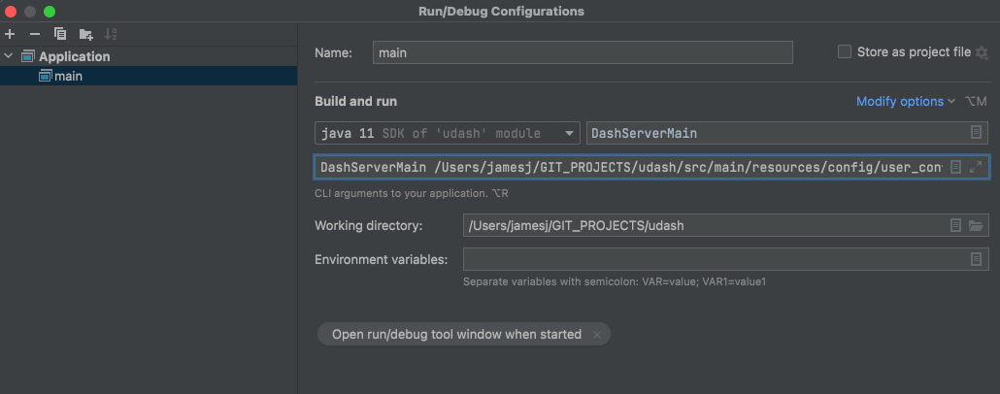 Run/Debug Configurations
Application
main
Name:
main
Store as project file
Build and run
Modify options
⌥M
java 11 SDK of 'udash' module
DashServerMain
DashServerMain /Users/jamesj/GIT_PROJECTS/udash/src/main/resources/config/user_con
CLI arguments to your application. ⌥R
Working directory:
/Users/jamesj/GIT_PROJECTS/udash
Environment variables:
Separate variables with semicolon: VAR=value; VAR1=value1
Open run/debug tool window when started